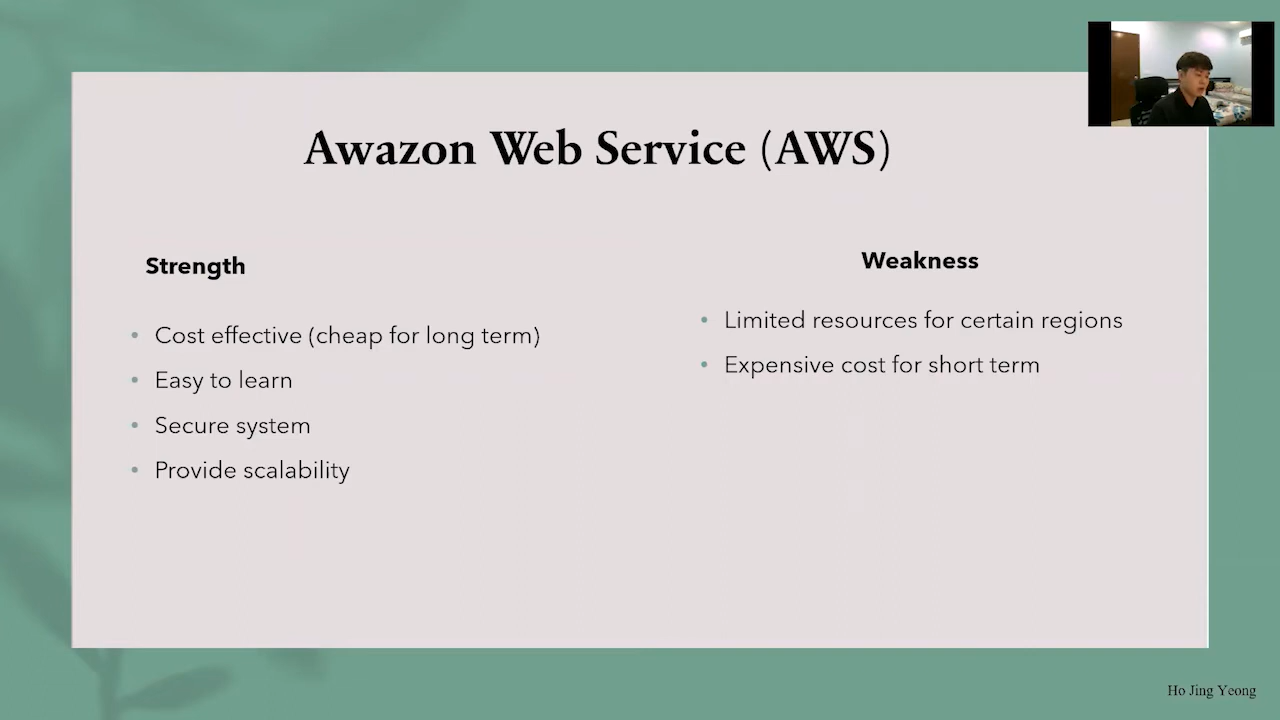 Awazon Web Service (AWS)
Strength
• Cost effective (cheap for long term)
• Easy to learn
• Secure system
• Provide scalability
Weakness
• Limited resources for certain regions
• Expensive cost for short term
Ho Jing Yeong